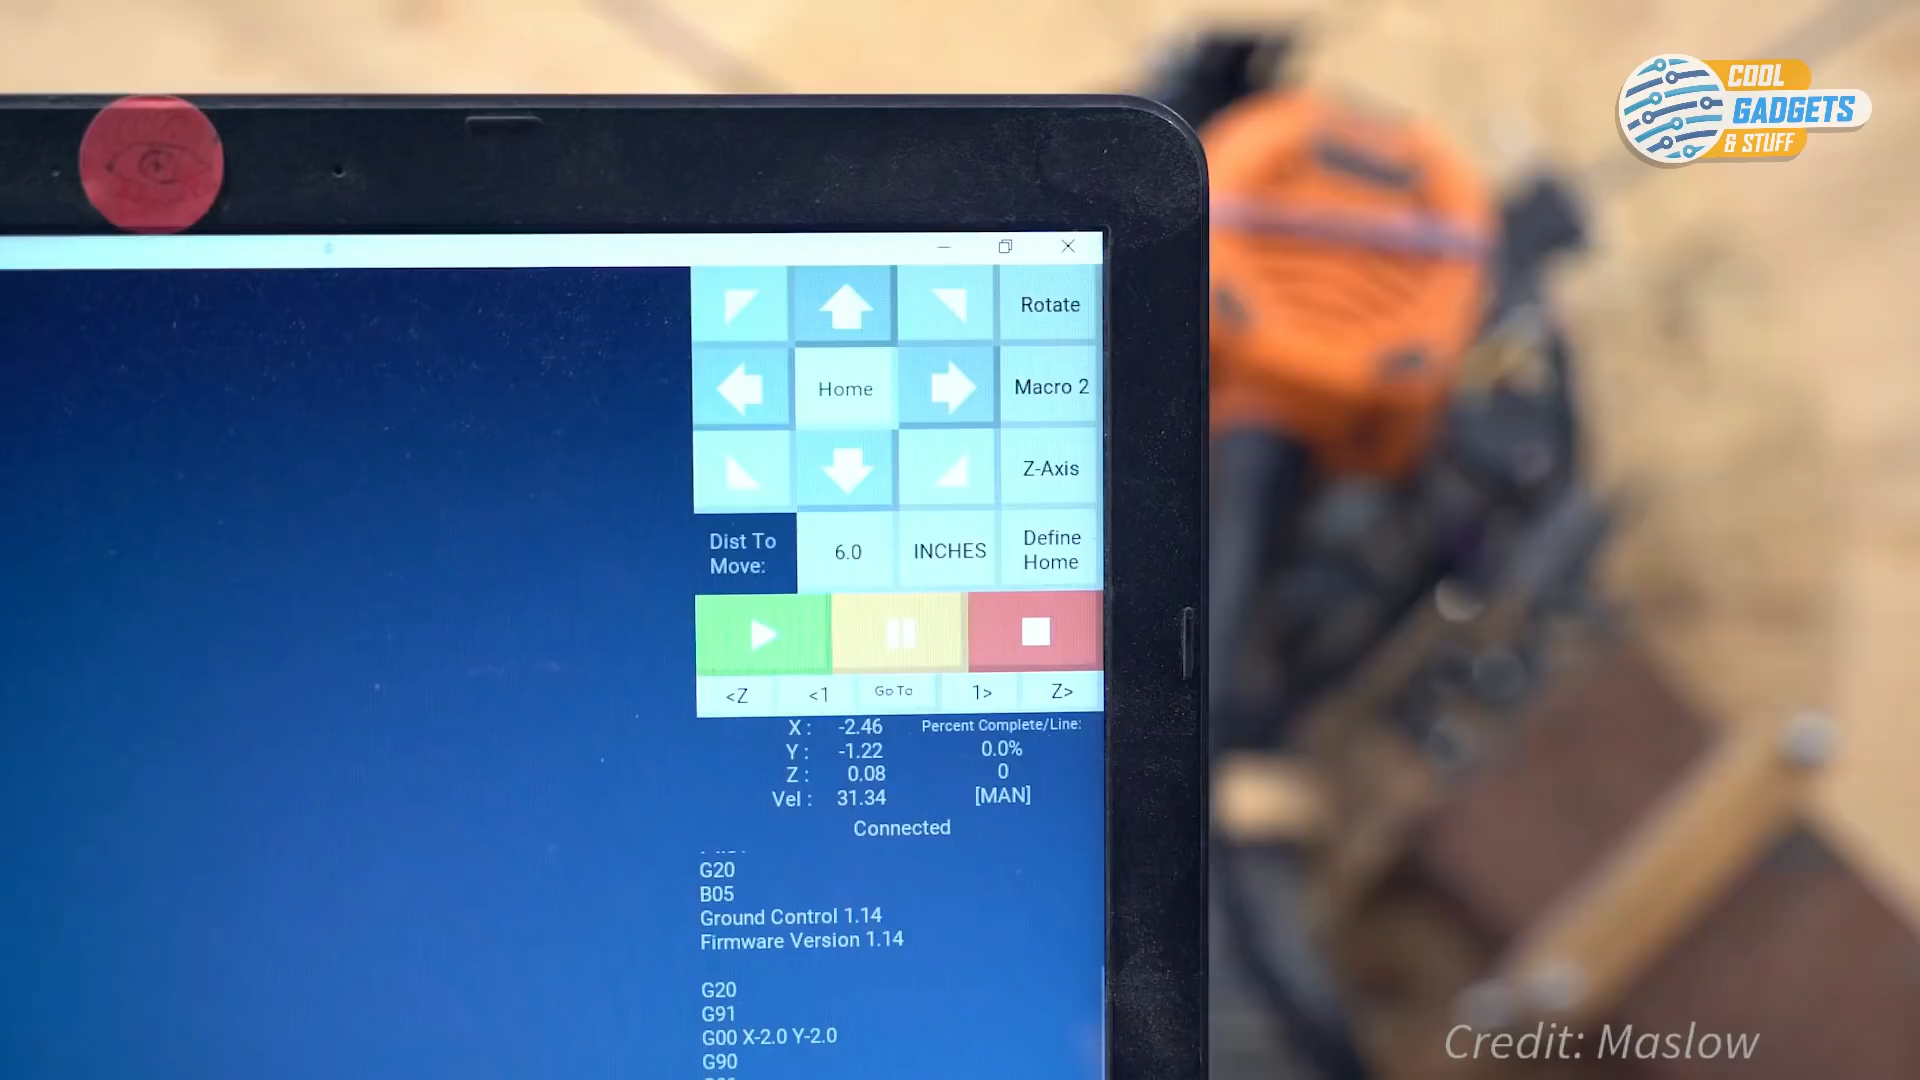 COOL
GADGETS
& STUFF
Rotate
Home
Macro 2
Z-Axis
Dist To
Move:
6.0
INCHES
Define
Home
<Z
<1
Go To
1>
Z>
X : -2.46
Percent Complete/Line:
Y : -1.22
0.0%
Z : 0.08
0
Vel : 31.34
[MAN]
Connected
G20
B05
Ground Control 1.14
Firmware Version 1.14
G20
G91
G00 X-2.0 Y-2.0
G90
Credit: Maslow